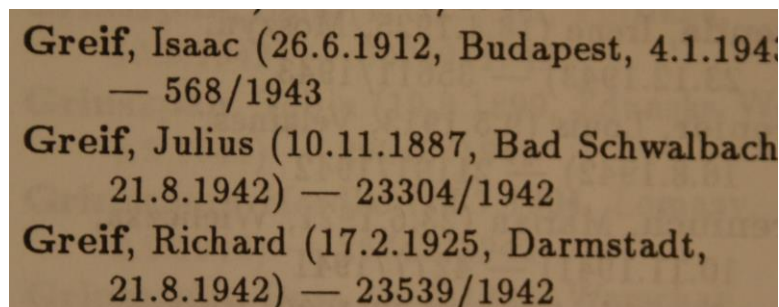 Greif, Isaac (26.6.1912, Budapest, 4.1.1943
— 568/1943
Greif, Julius (10.11.1887, Bad Schwalbach
21.8.1942) — 23304/1942
Greif, Richard (17.2.1925, Darmstadt,
21.8.1942) — 23539/1942